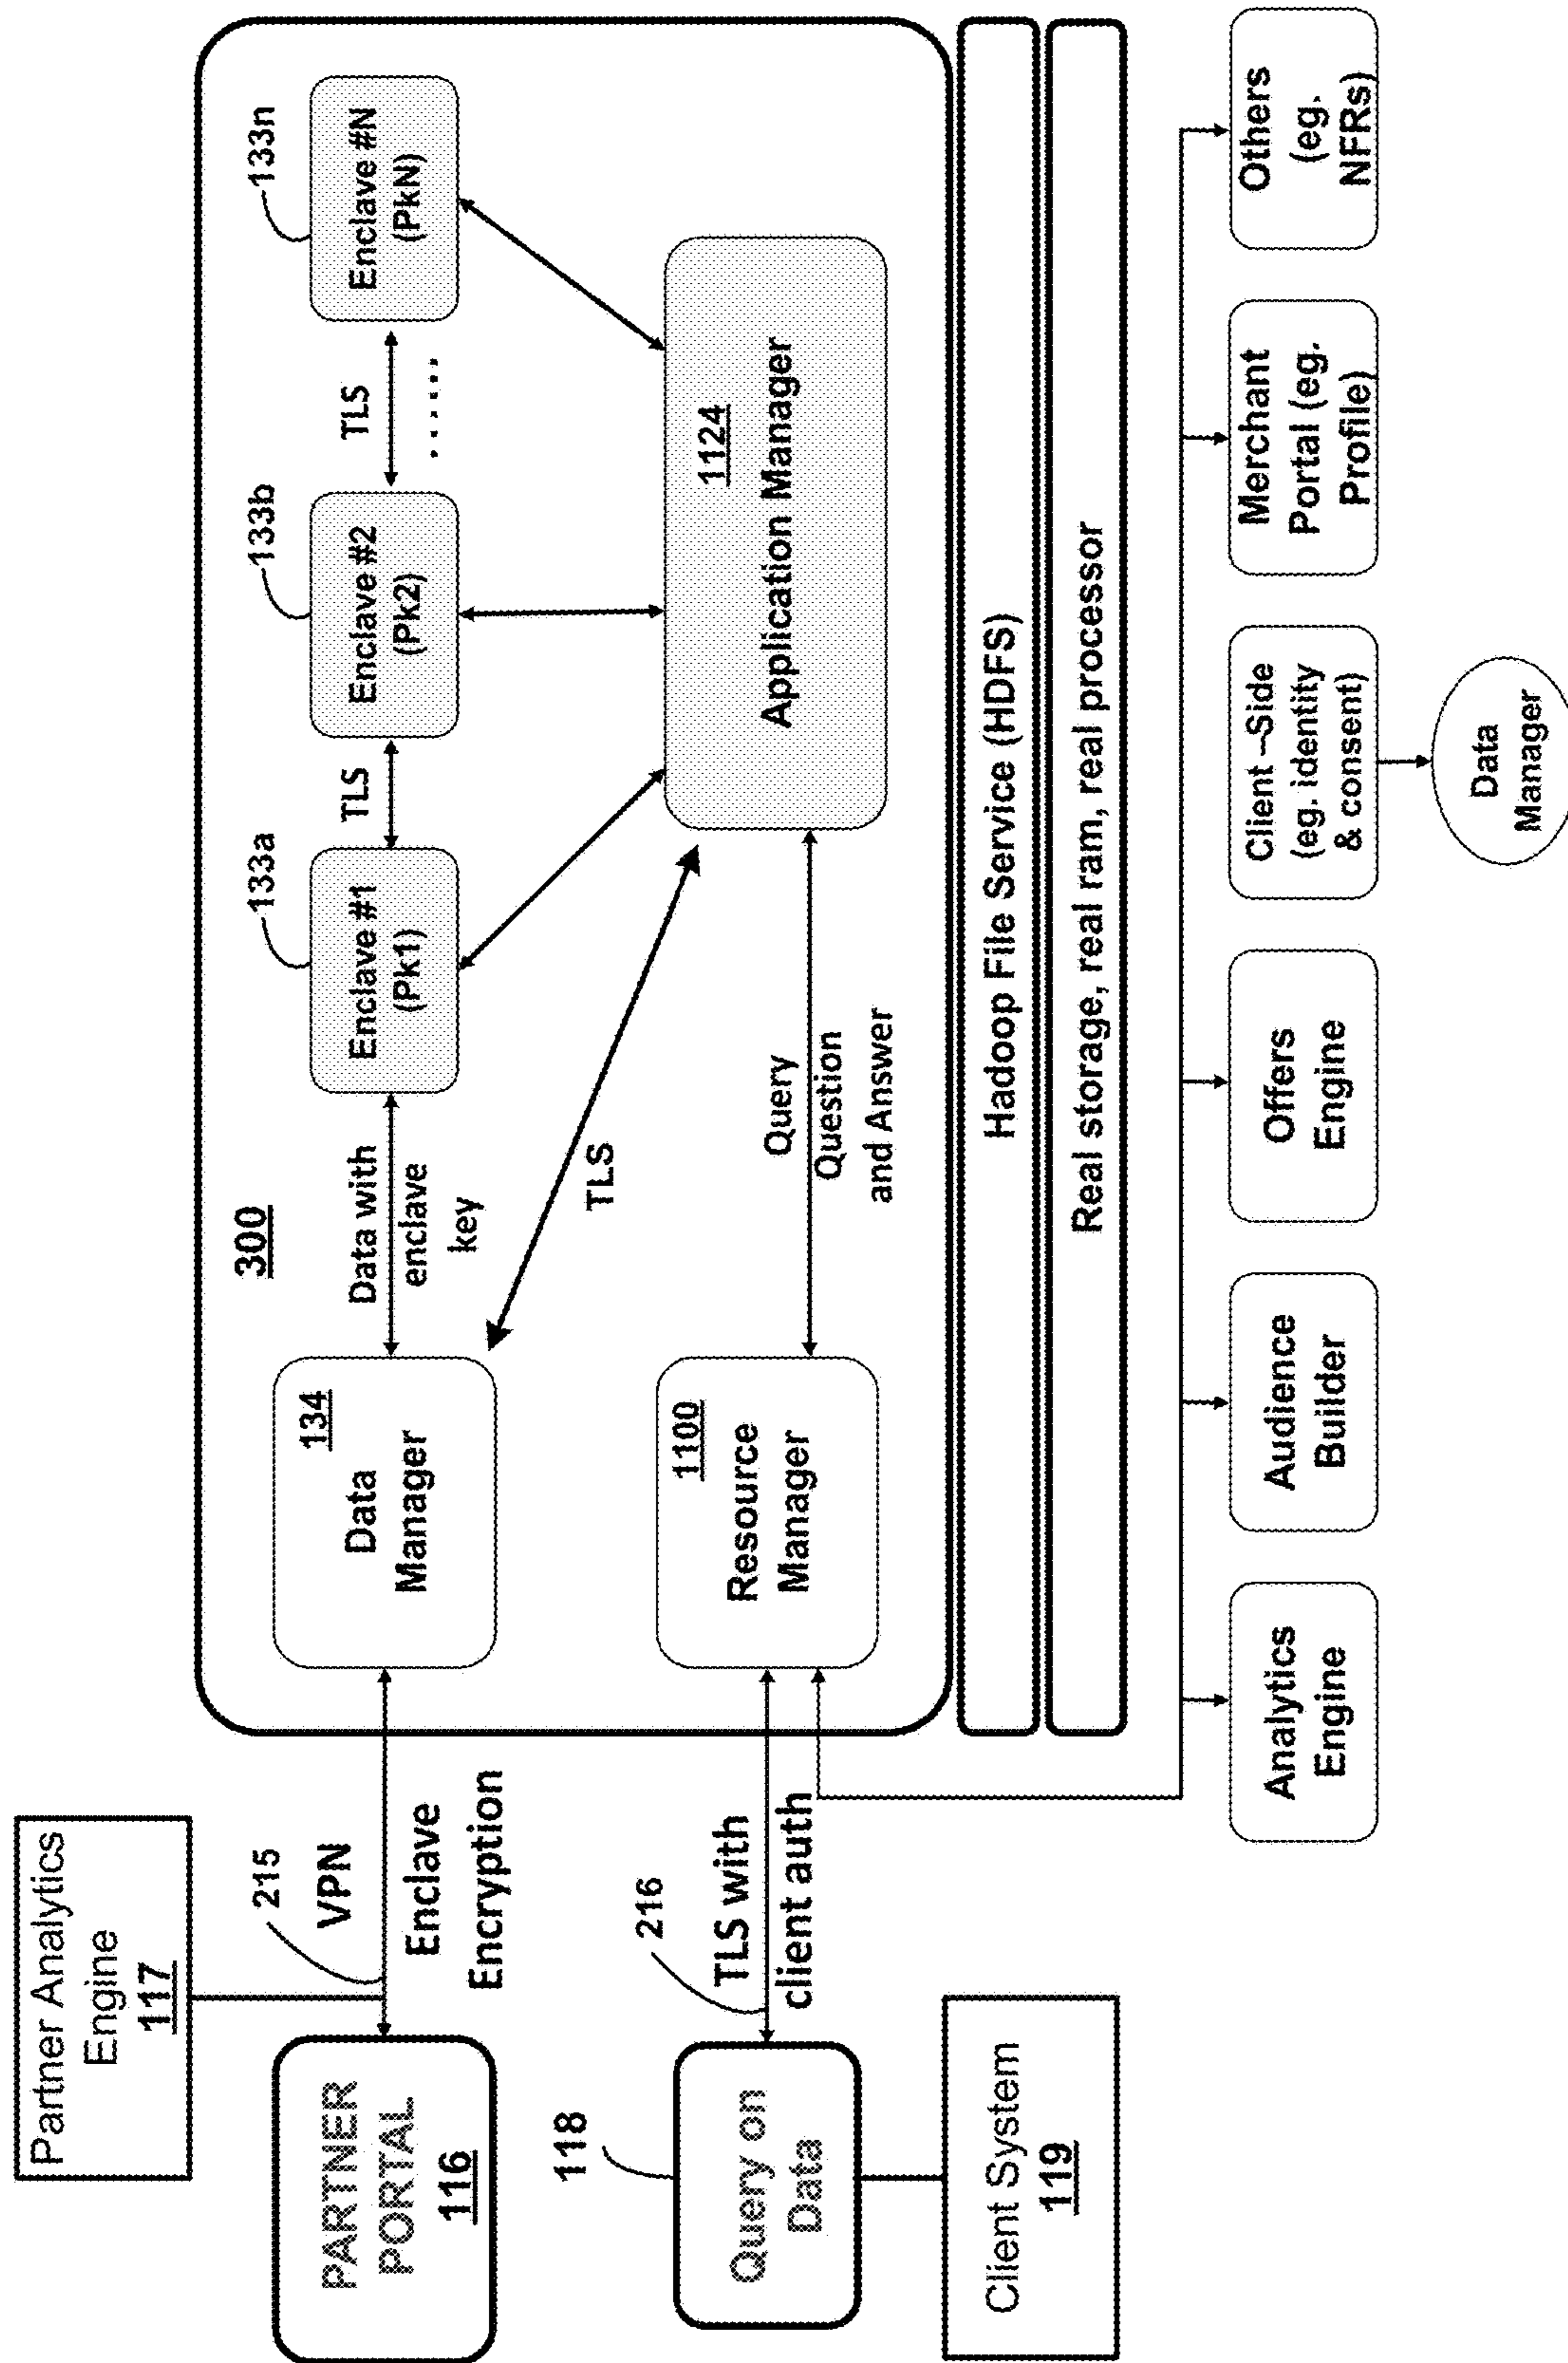 Partner Analytics
Engine
117
PARTNER
PORTAL
116
215
VPN
Enclave
Encryption
118
Query on
Data
216
TLS with
client auth
Client System
119
300
134
Data
Manager
Data with
enclave
key
133a
Enclave #1
(Pk1)
TLS
133b
Enclave #2
(Pk2)
TLS
......
133n
Enclave #N
(PkN)
TLS
1100
Resource
Manager
Query
Question
and Answer
1124
Application Manager
Hadoop File Service (HDFS)
Real storage, real ram, real processor
Analytics
Engine
Audience
Builder
Offers
Engine
Client –Side
(eg. identity
& consent)
Merchant
Portal (eg.
Profile)
Others
(eg.
NFRs)
Data
Manager